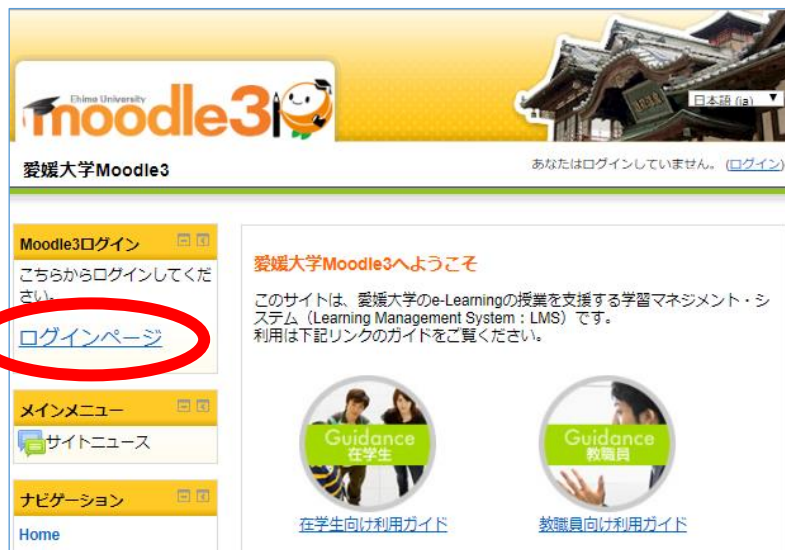 Ehime University
moodle3
日本語 (ja)
愛媛大学Moodle3
あなたはログインしていません。 (ログイン)
Moodle3ログイン
こちらからログインしてくだ
さい。
ログインページ
メインメニュー
サイトニュース
ナビゲーション
Home
愛媛大学Moodle3へようこそ
このサイトは、愛媛大学のe-Learningの授業を支援する学習マネジメント・シ
ステム（Learning Management System：LMS）です。
利用は下記リンクのガイドをご覧ください。
Guidance
在学生
在学生向け利用ガイド
Guidance
教職員
教職員向け利用ガイド